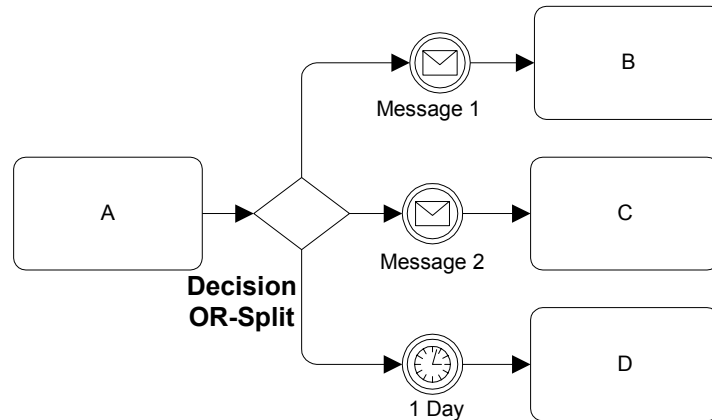 B
Message 1
A
C
Message 2
Decision
OR-Split
D
1 Day